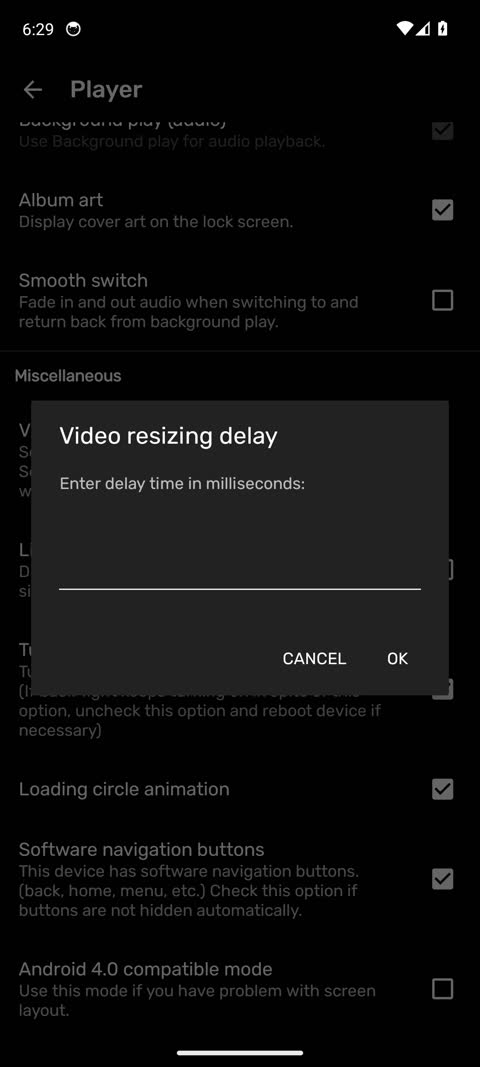 6:29
Player
Background play (audio)
Use Background play for audio playback.
Album art
Display cover art on the lock screen.
Smooth switch
Fade in and out audio when switching to and
return back from background play.
Miscellaneous
Video resizing delay
Enter delay time in milliseconds:
CANCEL
OK
option, uncheck this option and reboot device if
necessary)
Loading circle animation
Software navigation buttons
This device has software navigation buttons.
(back, home, menu, etc.) Check this option if
buttons are not hidden automatically.
Android 4.0 compatible mode
Use this mode if you have problem with screen
layout.